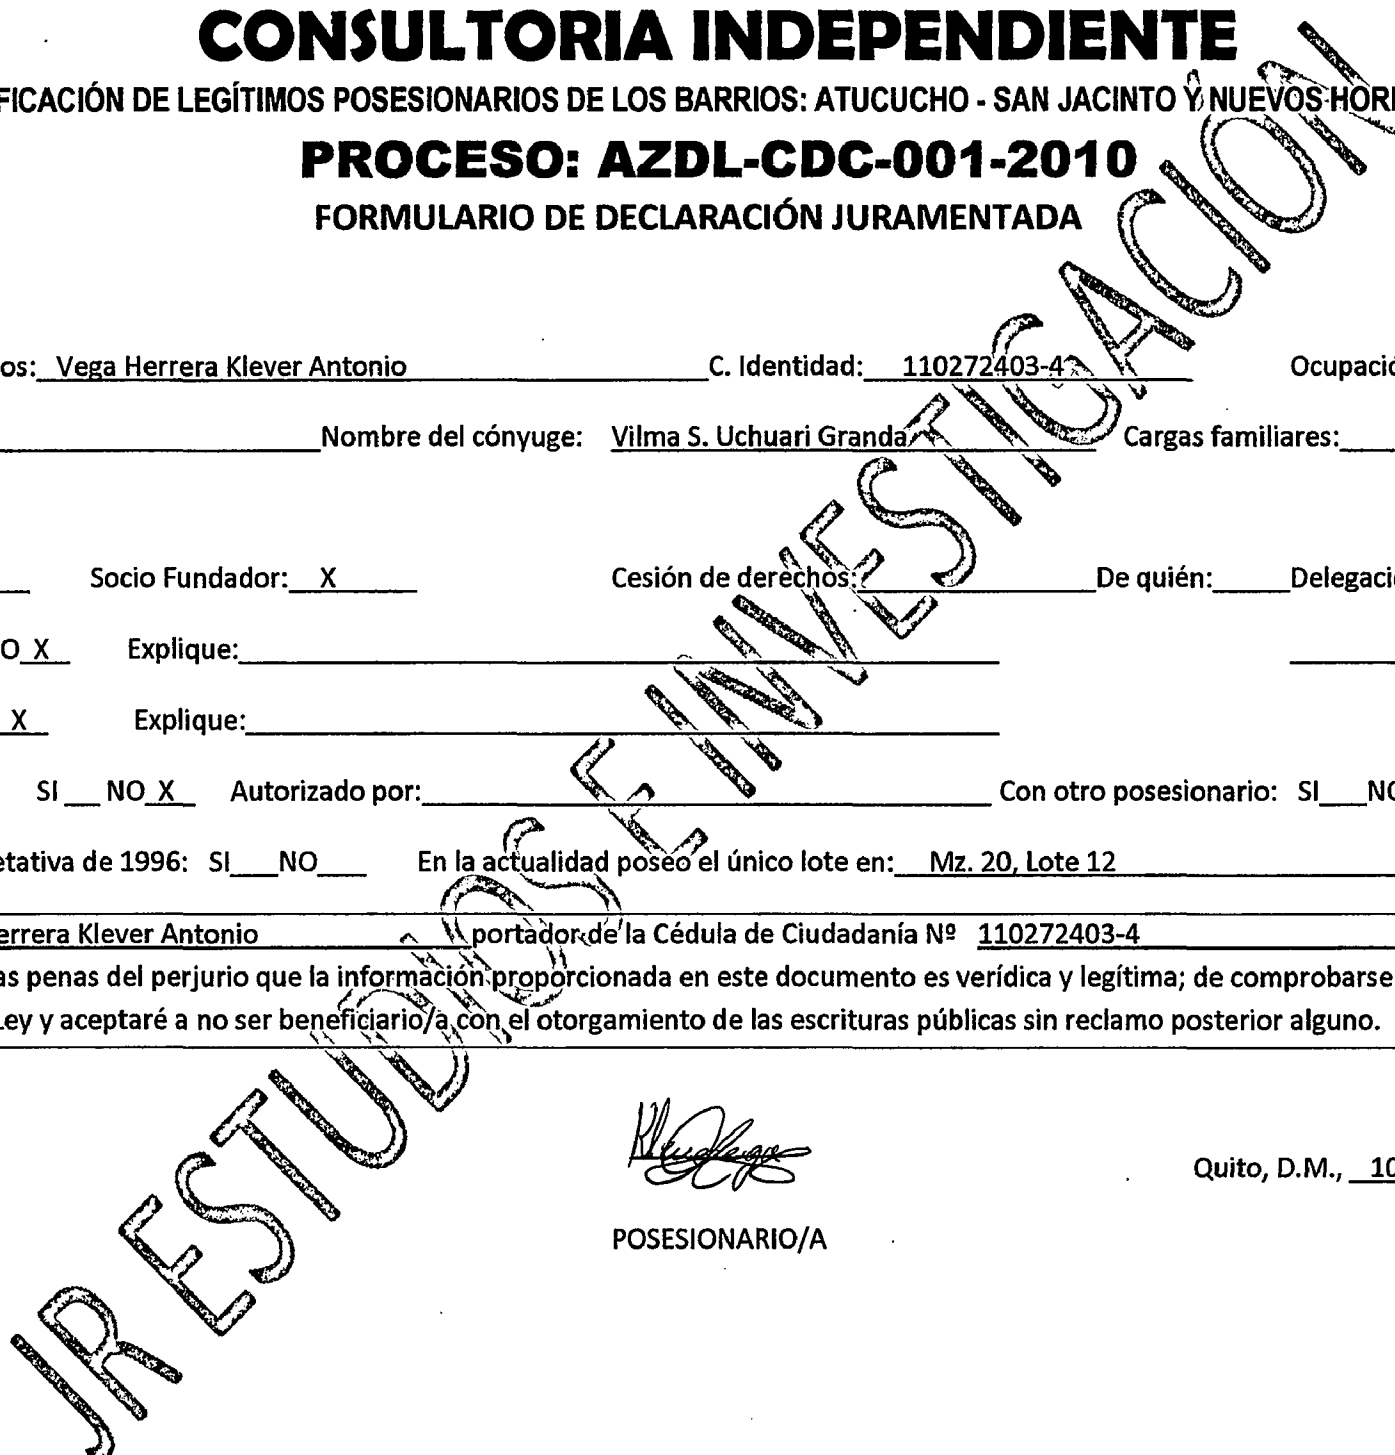 CONSULTORIA INDEPENDIENTE
FICACIÓN DE LEGÍTIMOS POSESIONARIOS DE LOS BARRIOS: ATUCUCHO - SAN JACINTO Y NUEVOS HORI
PROCESO: AZDL-CDC-001-2010
FORMULARIO DE DECLARACIÓN JURAMENTADA
os: Vega Herrera Klever Antonio C. Identidad: 110272403-4 Ocupació
Nombre del cónyuge: Vilma S. Uchuari Granda Cargas familiares:
Socio Fundador: X Cesión de derechos: De quién: Delegaci
O X Explique:
X Explique:
SI NO X Autorizado por: Con otro posesionario: SI NO
etativa de 1996: SI NO En la actualidad poseo el único lote en: Mz. 20, Lote 12
errera Klever Antonio portador de la Cédula de Ciudadanía Nº 110272403-4
as penas del perjurio que la información proporcionada en este documento es verídica y legítima; de comprobarse
Ley y aceptaré a no ser beneficiario/a con el otorgamiento de las escrituras públicas sin reclamo posterior alguno.
Quito, D.M., 10
POSESIONARIO/A
JR ESTUDIOS E INVESTIGACION